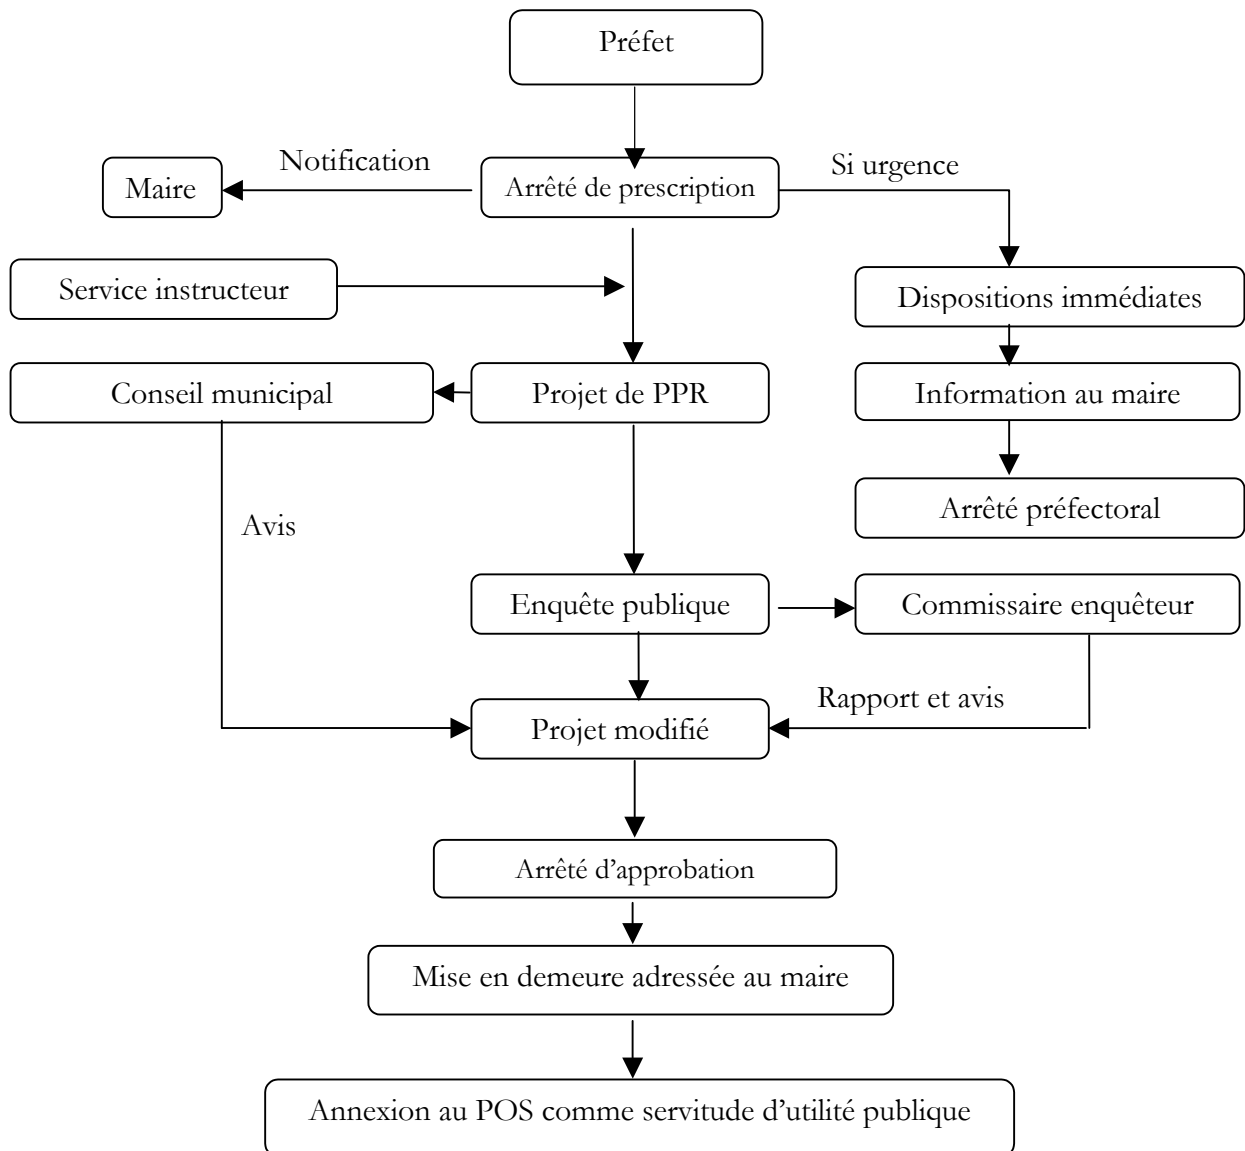 Préfet
Notification
Si urgence
Maire
Arrêté de prescription
Service instructeur
Dispositions immédiates
Conseil municipal
Projet de PPR
Information au maire
Arrêté préfectoral
Avis
Enquête publique
Commissaire enquêteur
Rapport et avis
Projet modifié
Arrêté d’approbation
Mise en demeure adressée au maire
Annexion au POS comme servitude d’utilité publique